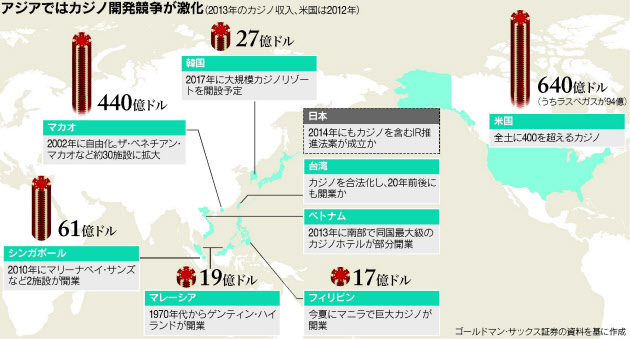 アジアではカジノ開発競争が激化(2013年のカジノ収入、米国は2012年)
27億ドル
韓国
2017年に大規模カジノリゾー
トを開設予定
440億ドル
マカオ
2002年に自由化。ザ・ベネチアン・
マカオなど約30施設に拡大
640億ドル
(うちラスベガスが94億)
米国
全土に400を超えるカジノ
日本
2014年にもカジノを含むIR推
進法案が成立か
台湾
カジノを合法化し、20年前後に
も開業か
ベトナム
2013年に南部で同国最大級の
カジノホテルが部分開業
61億ドル
シンガポール
2010年にマリーナベイ・サンズ
など2施設が開業
19億ドル
マレーシア
1970年代からゲンティン・ハイ
ランドが開業
17億ドル
フィリピン
今夏にマニラで巨大カジノが
開業
ゴールドマン・サックス証券の資料を基に作成